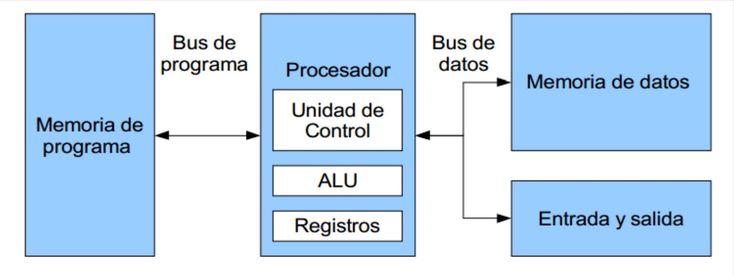 Bus de
programa
Bus de
datos
Memoria de
programa
Procesador
Unidad de
Control
ALU
Registros
Memoria de datos
Entrada y salida